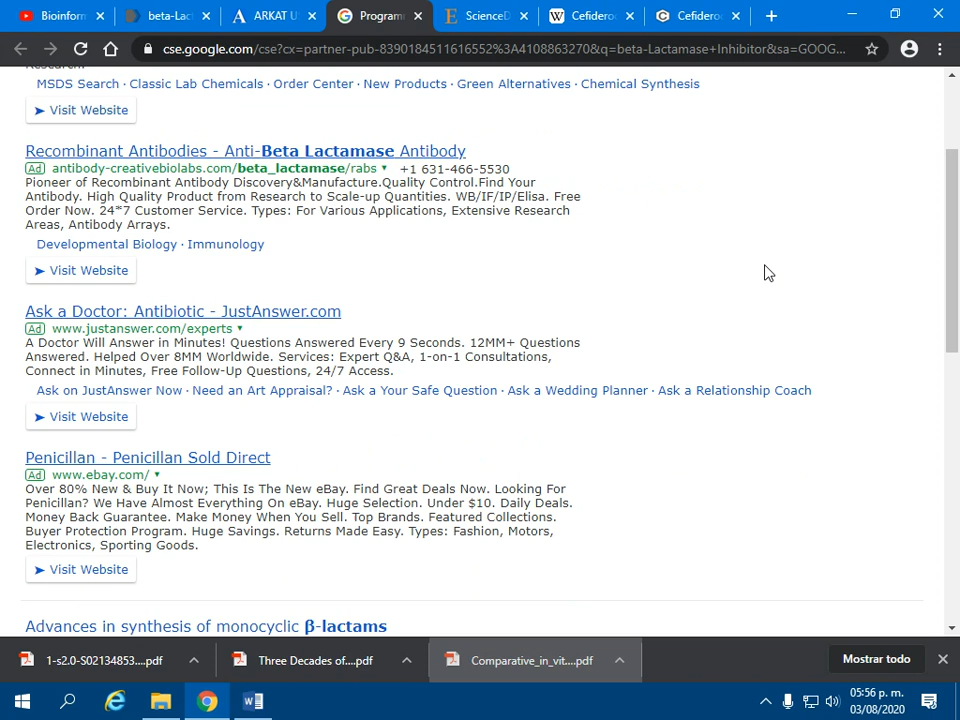 Bioinforr
beta-Lac
ARKAT U
Programi
ScienceD
Cefideroc
Cefideroc
cse.google.com/cse?cx=partner-pub-8390184511616552%3A4108863270&q=beta-Lactamase+Inhibitor&sa=GOOG...
Research.
MSDS Search · Classic Lab Chemicals · Order Center · New Products · Green Alternatives · Chemical Synthesis
Visit Website
Recombinant Antibodies - Anti-Beta Lactamase Antibody
Ad antibody-creativebiolabs.com/beta_lactamase/rabs +1 631-466-5530
Pioneer of Recombinant Antibody Discovery&Manufacture.Quality Control.Find Your
Antibody. High Quality Product from Research to Scale-up Quantities. WB/IF/IP/Elisa. Free
Order Now. 24*7 Customer Service. Types: For Various Applications, Extensive Research
Areas, Antibody Arrays.
Developmental Biology · Immunology
Visit Website
Ask a Doctor: Antibiotic - JustAnswer.com
Ad www.justanswer.com/experts
A Doctor Will Answer in Minutes! Questions Answered Every 9 Seconds. 12MM+ Questions
Answered. Helped Over 8MM Worldwide. Services: Expert Q&A, 1-on-1 Consultations,
Connect in Minutes, Free Follow-Up Questions, 24/7 Access.
Ask on JustAnswer Now · Need an Art Appraisal? · Ask a Your Safe Question · Ask a Wedding Planner · Ask a Relationship Coach
Visit Website
Penicillan - Penicillan Sold Direct
Ad www.ebay.com/
Over 80% New & Buy It Now; This Is The New eBay. Find Great Deals Now. Looking For
Penicillan? We Have Almost Everything On eBay. Huge Selection. Under $10. Daily Deals.
Money Back Guarantee. Make Money When You Sell. Top Brands. Featured Collections.
Buyer Protection Program. Huge Savings. Returns Made Easy. Types: Fashion, Motors,
Electronics, Sporting Goods.
Visit Website
Advances in synthesis of monocyclic β-lactams
1-s2.0-S02134853....pdf
Three Decades of....pdf
Comparative_in_vit....pdf
Mostrar todo
05:56 p. m.
03/08/2020